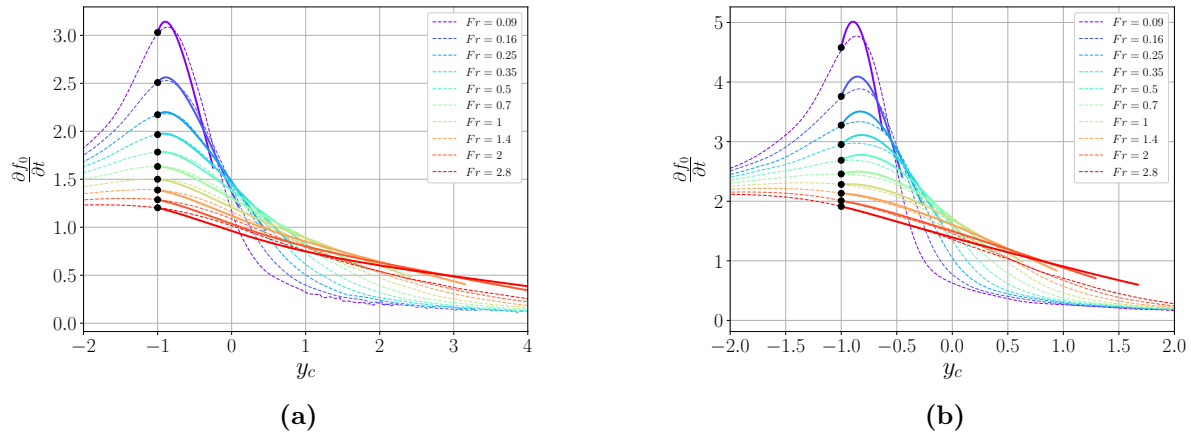 ∂f₀/∂t
3.0
2.5
2.0
1.5
1.0
0.5
0.0
−2 −1 0 1 2 3 4
y_c
Fr = 0.09
Fr = 0.16
Fr = 0.25
Fr = 0.35
Fr = 0.5
Fr = 0.7
Fr = 1
Fr = 1.4
Fr = 2
Fr = 2.8
(a)
∂f₀/∂t
5
4
3
2
1
0
−2.0 −1.5 −1.0 −0.5 0.0 0.5 1.0 1.5 2.0
y_c
Fr = 0.09
Fr = 0.16
Fr = 0.25
Fr = 0.35
Fr = 0.5
Fr = 0.7
Fr = 1
Fr = 1.4
Fr = 2
Fr = 2.8
(b)